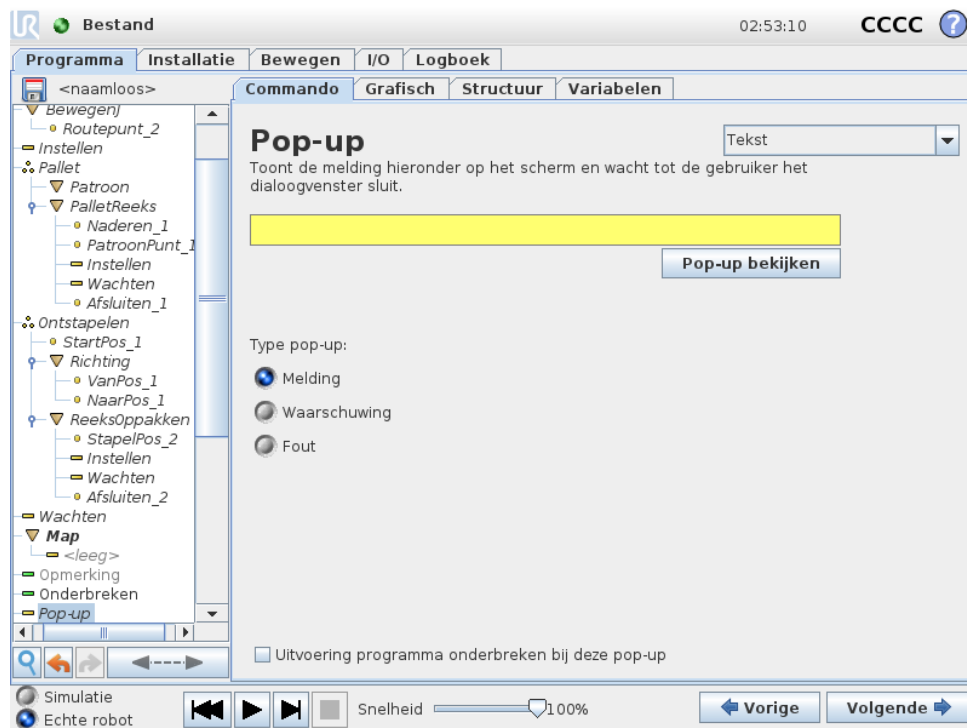 UR Bestand 02:53:10 CCCC ?
Programma Installatie Bewegen I/O Logboek
<naamloos>
Commando Grafisch Structuur Variabelen
BewegenJ
Routepunt_2
Instellen
Pallet
Patroon
PalletReeks
Naderen_1
PatroonPunt_1
Instellen
Wachten
Afsluiten_1
Ontstapelen
StartPos_1
Richting
VanPos_1
NaarPos_1
ReeksOppakken
StapelPos_2
Instellen
Wachten
Afsluiten_2
Wachten
Map
<leeg>
Opmerking
Onderbreken
Pop-up
Pop-up
Tekst
Toont de melding hieronder op het scherm en wacht tot de gebruiker het
dialoogvenster sluit.
Pop-up bekijken
Type pop-up:
Melding
Waarschuwing
Fout
Uitvoering programma onderbreken bij deze pop-up
Simulatie
Echte robot
Snelheid 100%
Vorige Volgende